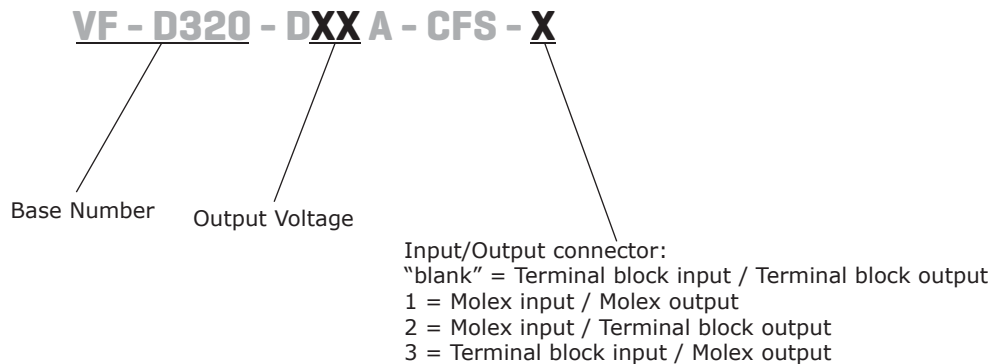 VF - D320 - DXX A - CFS - X
Base Number
Output Voltage
Input/Output connector:
“blank” = Terminal block input / Terminal block output
1 = Molex input / Molex output
2 = Molex input / Terminal block output
3 = Terminal block input / Molex output